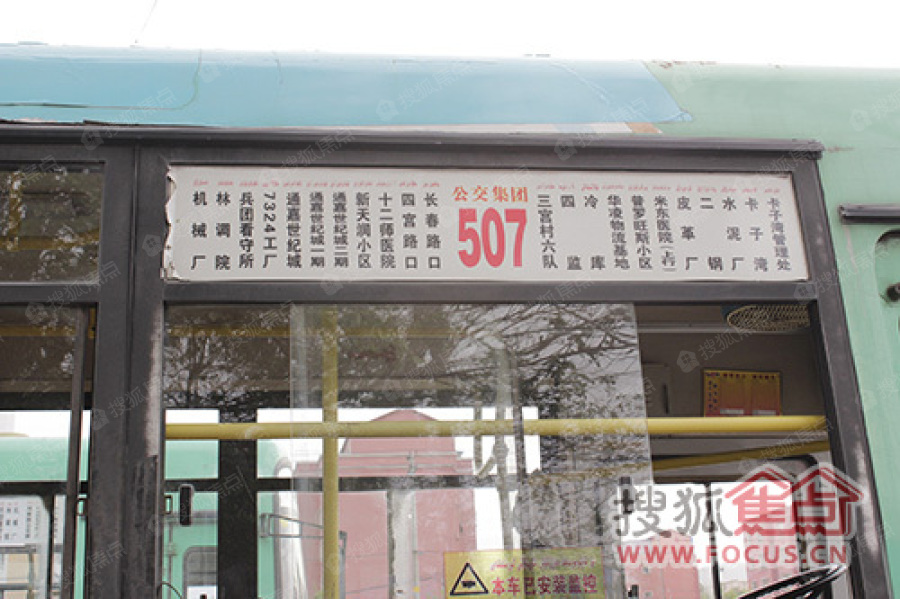 机械厂
林调院
兵团看守所
7324工厂
通嘉世纪城
通嘉世纪城一期
通嘉世纪城二期
新天润小区
十二师医院
四宫路口
长春路口
公交集团
507
三宫村六队
四监
冷库
华凌物流基地
普罗旺斯小区
米东医院(上行)
皮革厂
二锅
水泥厂
卡子湾
卡子湾管理处
本车已安装监控
搜狐焦点
WWW.FOCUS.CN